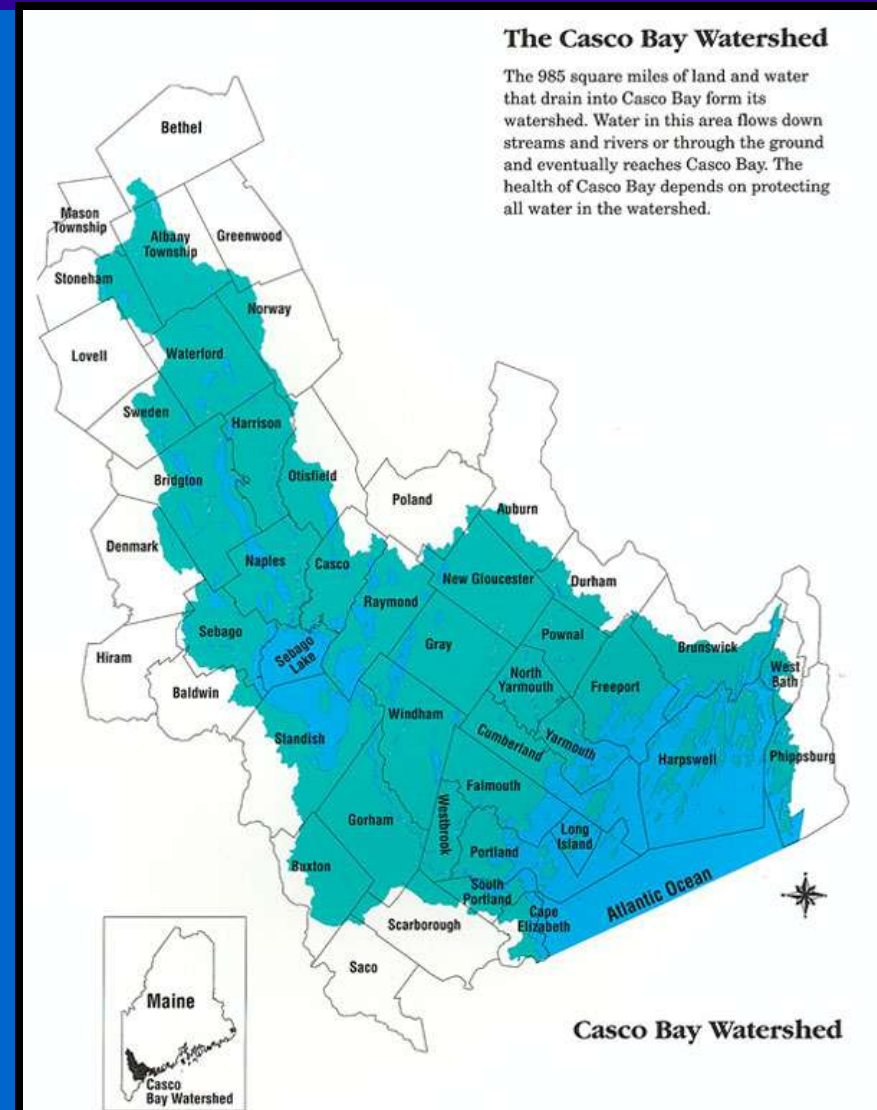 The Casco Bay Watershed
The 985 square miles of land and water
that drain into Casco Bay form its
watershed. Water in this area flows down
streams and rivers or through the ground
and eventually reaches Casco Bay. The
health of Casco Bay depends on protecting
all water in the watershed.
Bethel
Mason
Township
Albany
Township
Greenwood
Stoneham
Norway
Lovell
Waterford
Sweden
Harrison
Bridgton
Otisfield
Poland
Auburn
Denmark
Naples
Casco
New Gloucester
Durham
Raymond
Sebago
Sebago
Lake
Gray
Pownal
Brunswick
Hiram
Baldwin
North
Yarmouth
Freeport
West
Bath
Windham
Standish
Cumberland
Yarmouth
Harpswell
Phippsburg
Falmouth
Westbrook
Gorham
Long
Island
Portland
Buxton
South
Portland
Cape
Elizabeth
Atlantic Ocean
Scarborough
Saco
Maine
Casco
Bay Watershed
Casco Bay Watershed